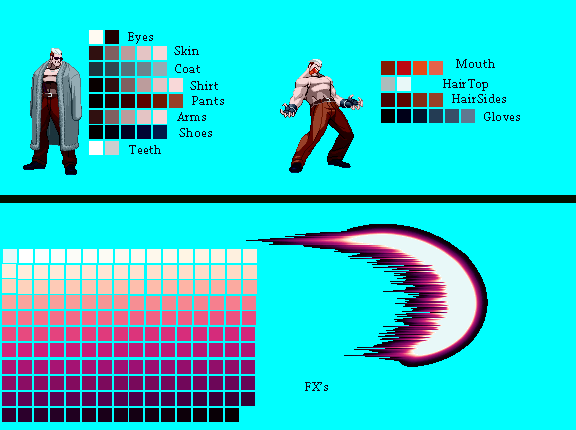 Eyes
Skin
Coat
Shirt
Pants
Arms
Shoes
Teeth
Mouth
HairTop
HairSides
Gloves
FX's